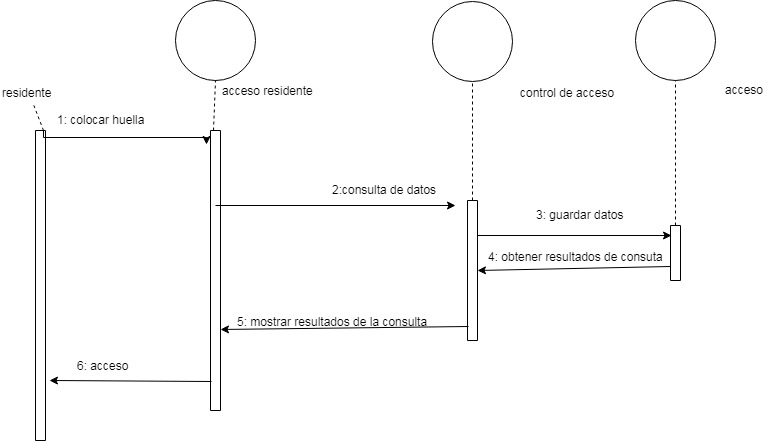 residente
acceso residente
control de acceso
acceso
1: colocar huella
2:consulta de datos
3: guardar datos
4: obtener resultados de consuta
5: mostrar resultados de la consulta
6: acceso